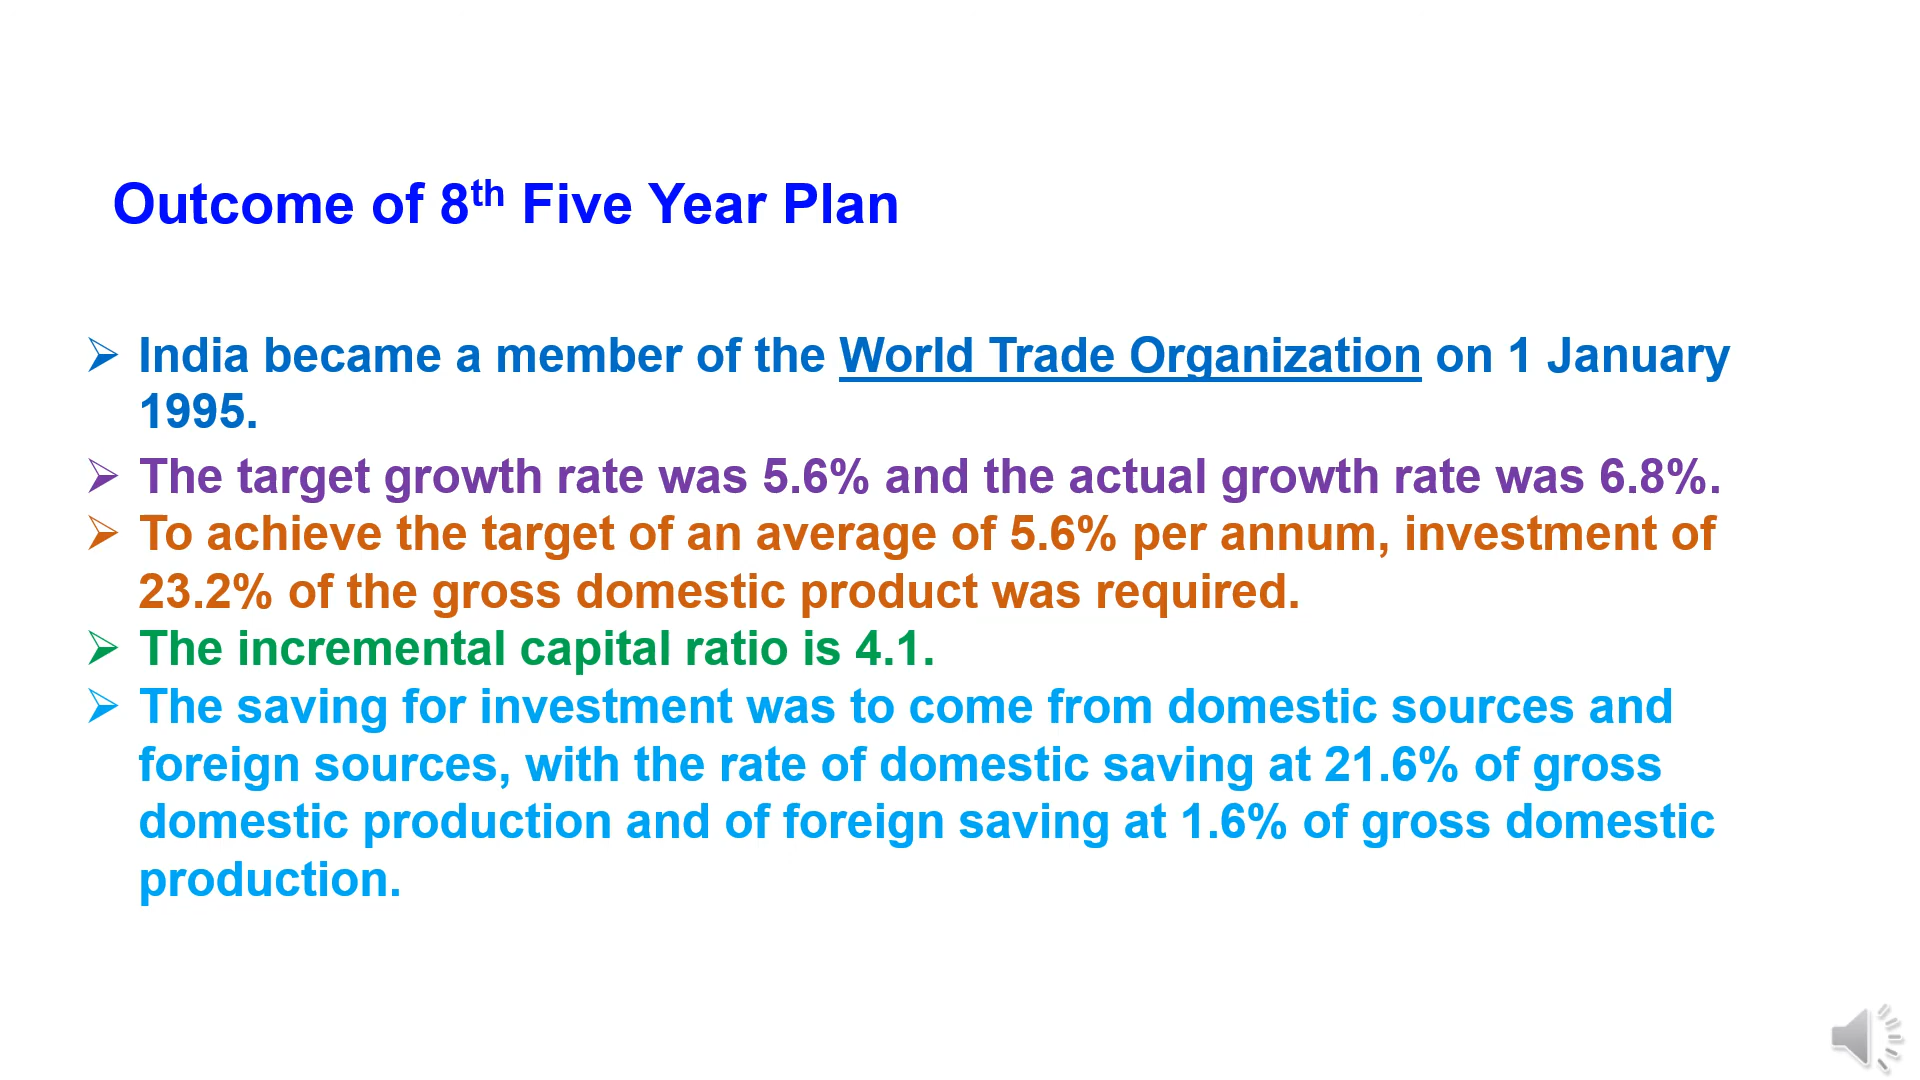 Outcome of 8th Five Year Plan
➢ India became a member of the World Trade Organization on 1 January
1995.
➢ The target growth rate was 5.6% and the actual growth rate was 6.8%.
➢ To achieve the target of an average of 5.6% per annum, investment of
23.2% of the gross domestic product was required.
➢ The incremental capital ratio is 4.1.
➢ The saving for investment was to come from domestic sources and
foreign sources, with the rate of domestic saving at 21.6% of gross
domestic production and of foreign saving at 1.6% of gross domestic
production.